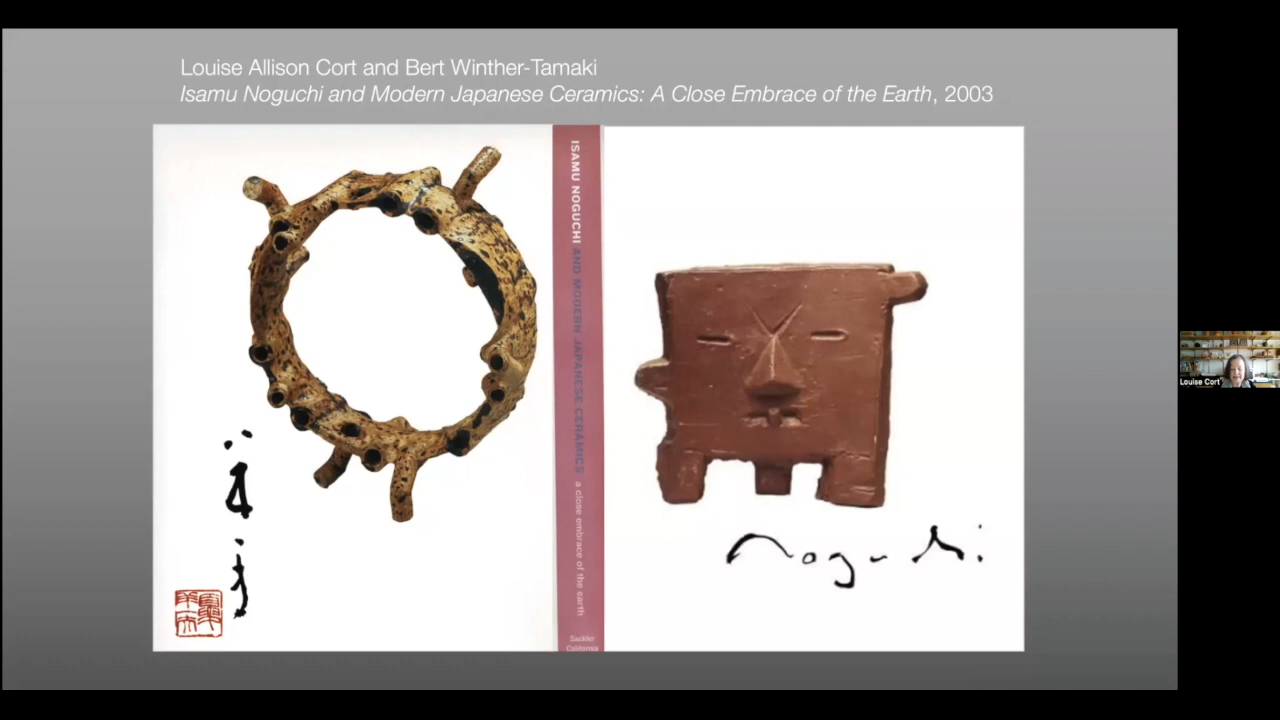 Louise Allison Cort and Bert Winther-Tamaki
Isamu Noguchi and Modern Japanese Ceramics: A Close Embrace of the Earth, 2003
ISAMU NOGUCHI AND MODERN JAPANESE CERAMICS a close embrace of the earth
Sackler
California
noguchi
Louise Cort